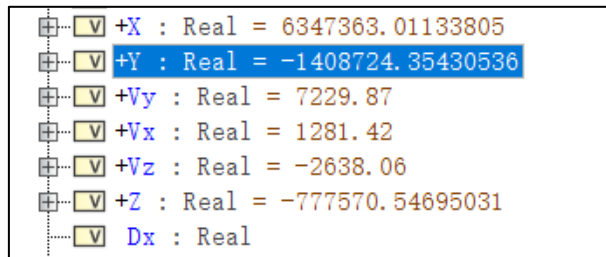 +X : Real = 6347363.01133805
+Y : Real = -1408724.35430536
+Vy : Real = 7229.87
+Vx : Real = 1281.42
+Vz : Real = -2638.06
+Z : Real = -777570.54695031
Dx : Real